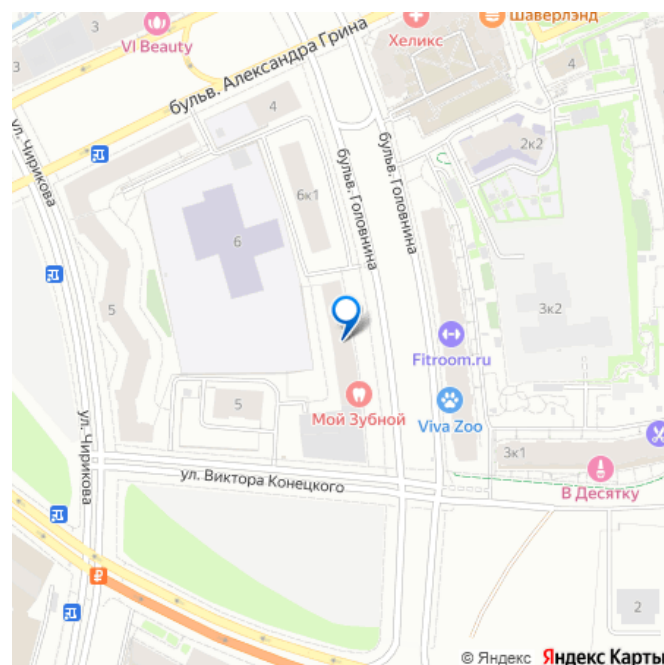 Шаверлэнд
Хеликс
VI Beauty
3
3
4
бульв. Александра Грина
4
ул. Чирикова
2к2
бульв. Головнина
бульв. Головнина
6к1
6
3к2
5
Fitroom.ru
5
Мой Зубной
Viva Zoo
ул. Чирикова
3к1
ул. Виктора Конецкого
В Десятку
₽
2
© Яндекс Яндекс Карты